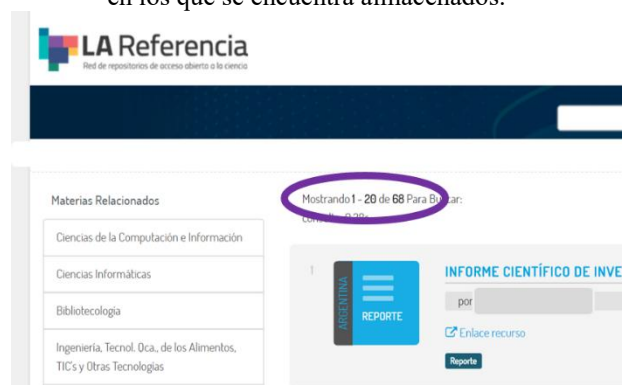 en los que se encuentra almacenados.
LA Referencia
Red de repositorios de acceso abierto a la ciencia
Materias Relacionados
Ciencias de la Computación e Información
Ciencias Informáticas
Bibliotecología
Ingeniería, Tecnol. Qca., de los Alimentos,
TIC's y Otras Tecnologías
Mostrando 1 - 20 de 68 Para Buscar:
1
ARGENTINA
REPORTE
INFORME CIENTÍFICO DE INVE
por
Enlace recurso
Reporte